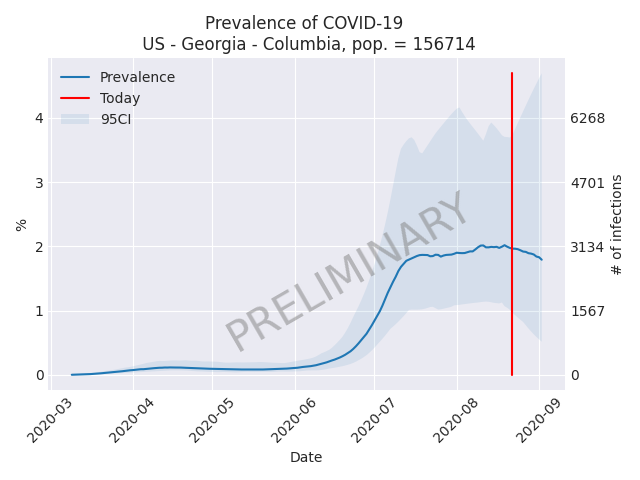 Prevalence of COVID-19
US - Georgia - Columbia, pop. = 156714
Prevalence
Today
95CI
4
3
2
1
0
%
6268
4701
3134
1567
0
# of infections
PRELIMINARY
2020-03
2020-04
2020-05
2020-06
2020-07
2020-08
2020-09
Date